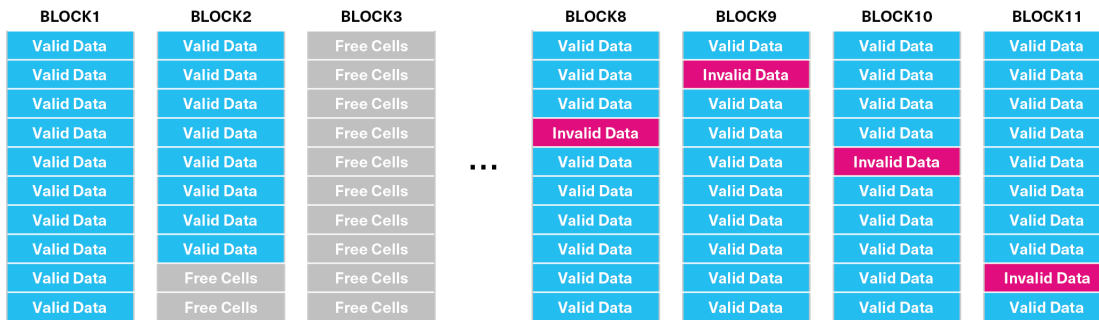 BLOCK1 BLOCK2 BLOCK3 BLOCK8 BLOCK9 BLOCK10 BLOCK11
Valid Data Valid Data Free Cells Valid Data Valid Data Valid Data Valid Data
Valid Data Valid Data Free Cells Valid Data Invalid Data Valid Data Valid Data
Valid Data Valid Data Free Cells Valid Data Valid Data Valid Data Valid Data
Valid Data Valid Data Free Cells Invalid Data Valid Data Valid Data Valid Data
Valid Data Valid Data Free Cells ... Valid Data Valid Data Invalid Data Valid Data
Valid Data Valid Data Free Cells Valid Data Valid Data Valid Data Valid Data
Valid Data Valid Data Free Cells Valid Data Valid Data Valid Data Valid Data
Valid Data Valid Data Free Cells Valid Data Valid Data Valid Data Valid Data
Valid Data Free Cells Free Cells Valid Data Valid Data Valid Data Invalid Data
Valid Data Free Cells Free Cells Valid Data Valid Data Valid Data Valid Data